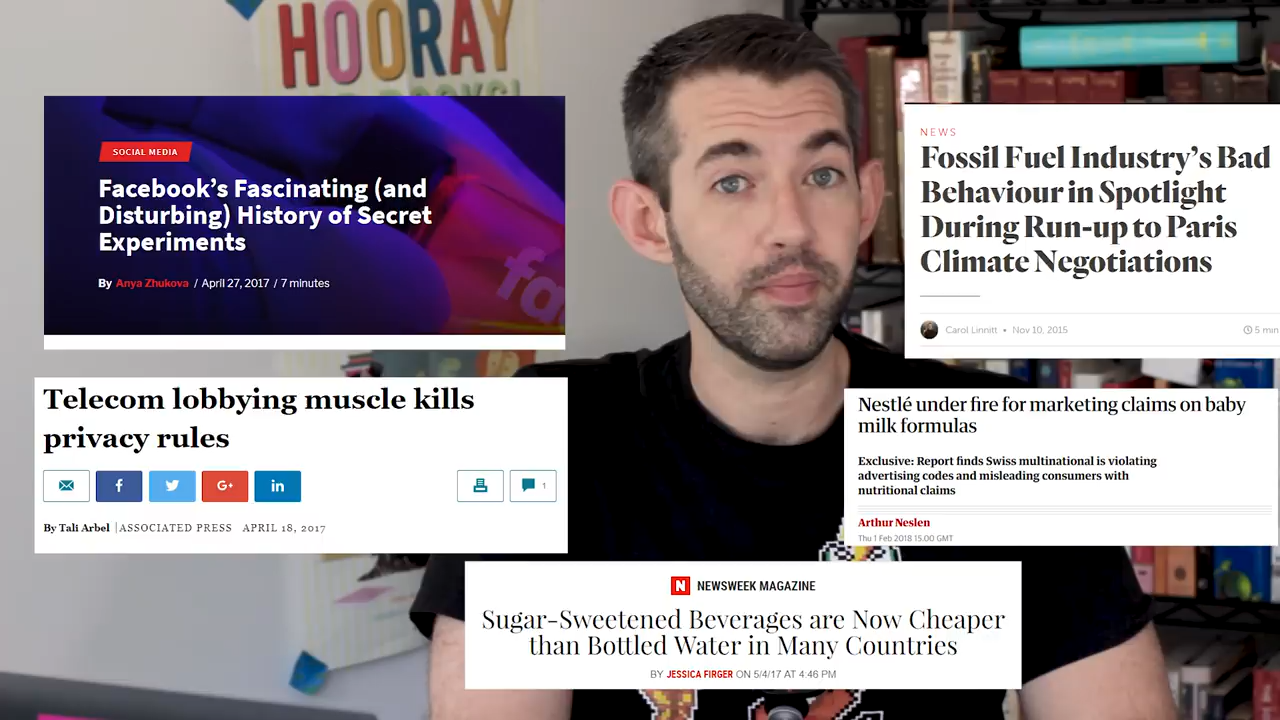 HOORAY
BOOKS!
SOCIAL MEDIA
Facebook's Fascinating (and
Disturbing) History of Secret
Experiments
By Anya Zhukova / April 27, 2017 / 7 minutes
fa
NEWS
Fossil Fuel Industry's Bad
Behaviour in Spotlight
During Run-up to Paris
Climate Negotiations
Carol Linnitt • Nov 10, 2015 5 min
Telecom lobbying muscle kills
privacy rules
f G+ in 1
By Tali Arbel | ASSOCIATED PRESS APRIL 18, 2017
Nestlé under fire for marketing claims on baby
milk formulas
Exclusive: Report finds Swiss multinational is violating
advertising codes and misleading consumers with
nutritional claims
Arthur Neslen
Thu 1 Feb 2018 15.00 GMT
N NEWSWEEK MAGAZINE
Sugar-Sweetened Beverages are Now Cheaper
than Bottled Water in Many Countries
BY JESSICA FIRGER ON 5/4/17 AT 4:46 PM